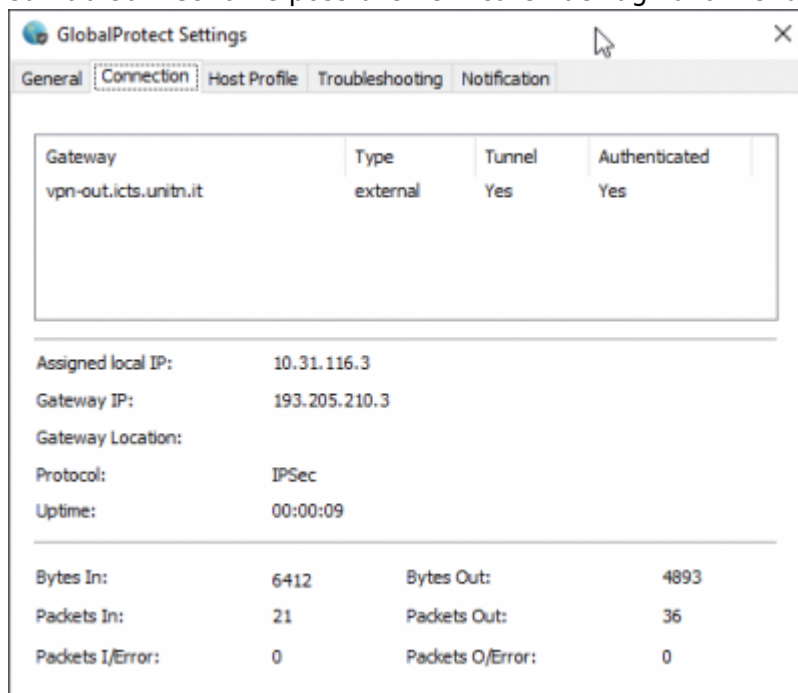 GlobalProtect Settings
General Connection Host Profile Troubleshooting Notification
Gateway Type Tunnel Authenticated
vpn-out.icts.unitn.it external Yes Yes
Assigned local IP: 10.31.116.3
Gateway IP: 193.205.210.3
Gateway Location:
Protocol: IPSec
Uptime: 00:00:09
Bytes In: 6412 Bytes Out: 4893
Packets In: 21 Packets Out: 36
Packets I/Error: 0 Packets O/Error: 0